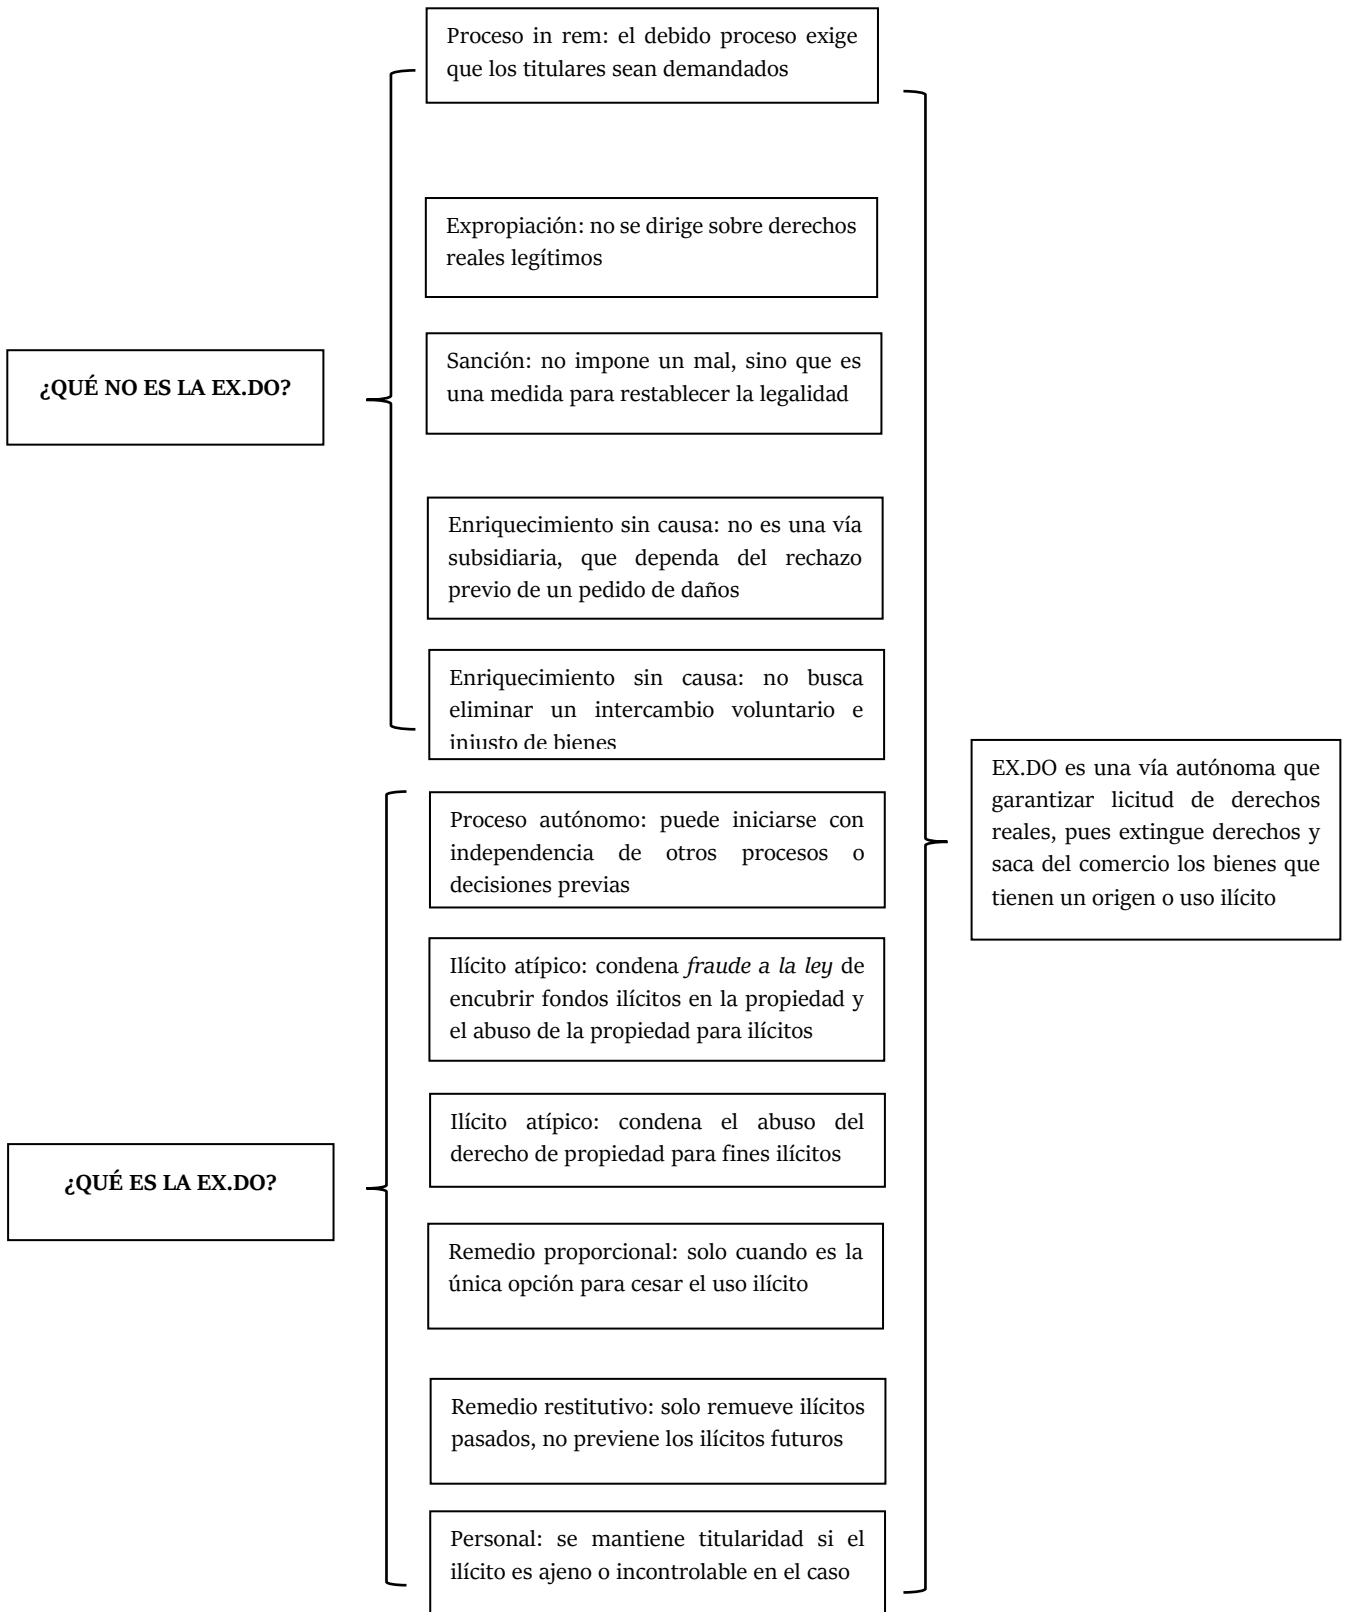 Proceso in rem: el debido proceso exige
que los titulares sean demandados
Expropiación: no se dirige sobre derechos
reales legítimos
Sanción: no impone un mal, sino que es
una medida para restablecer la legalidad
¿QUÉ NO ES LA EX.DO?
Enriquecimiento sin causa: no es una vía
subsidiaria, que dependa del rechazo
previo de un pedido de daños
Enriquecimiento sin causa: no busca
eliminar un intercambio voluntario e
injusto de bienes
Proceso autónomo: puede iniciarse con
independencia de otros procesos o
decisiones previas
Ilícito atípico: condena fraude a la ley de
encubrir fondos ilícitos en la propiedad y
el abuso de la propiedad para ilícitos
Ilícito atípico: condena el abuso del
derecho de propiedad para fines ilícitos
¿QUÉ ES LA EX.DO?
Remedio proporcional: solo cuando es la
única opción para cesar el uso ilícito
Remedio restitutivo: solo remueve ilícitos
pasados, no previene los ilícitos futuros
Personal: se mantiene titularidad si el
ilícito es ajeno o incontrolable en el caso
EX.DO es una vía autónoma que
garantizar licitud de derechos
reales, pues extingue derechos y
saca del comercio los bienes que
tienen un origen o uso ilícito